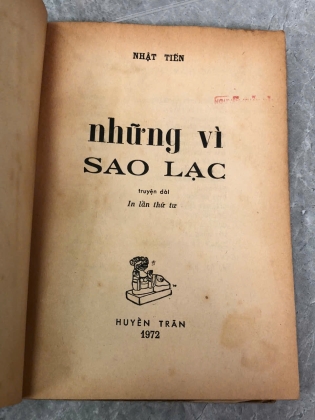 NHẬT TIẾN
những vì
SAO LẠC
truyện dài
In lần thứ tư
HUYỀN TRÂN
1972